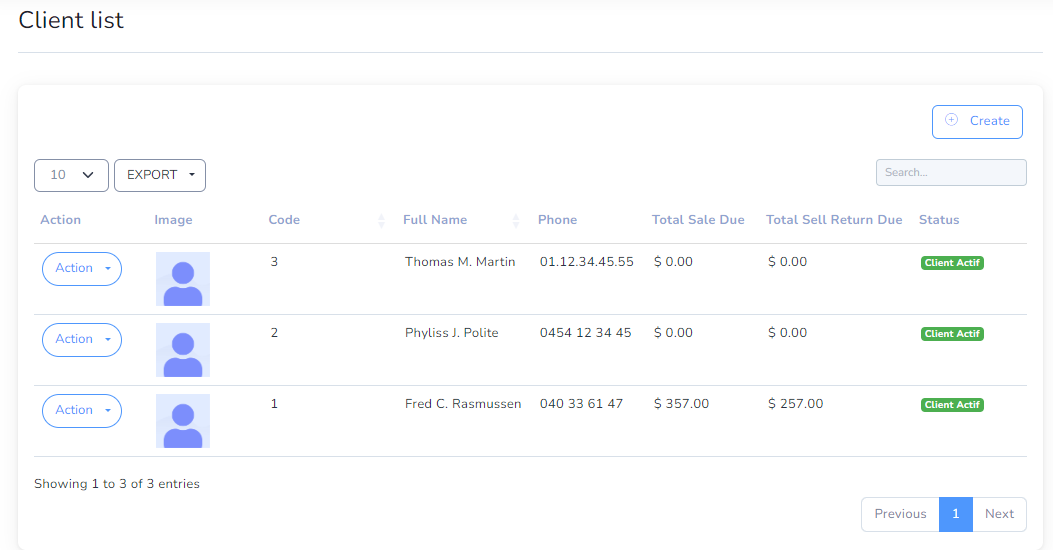 Client list
Create
10 EXPORT Search...
Action Image Code Full Name Phone Total Sale Due Total Sell Return Due Status
Action 3 Thomas M. Martin 01.12.34.45.55 $ 0.00 $ 0.00 Client Actif
Action 2 Phyliss J. Polite 0454 12 34 45 $ 0.00 $ 0.00 Client Actif
Action 1 Fred C. Rasmussen 040 33 61 47 $ 357.00 $ 257.00 Client Actif
Showing 1 to 3 of 3 entries
Previous 1 Next